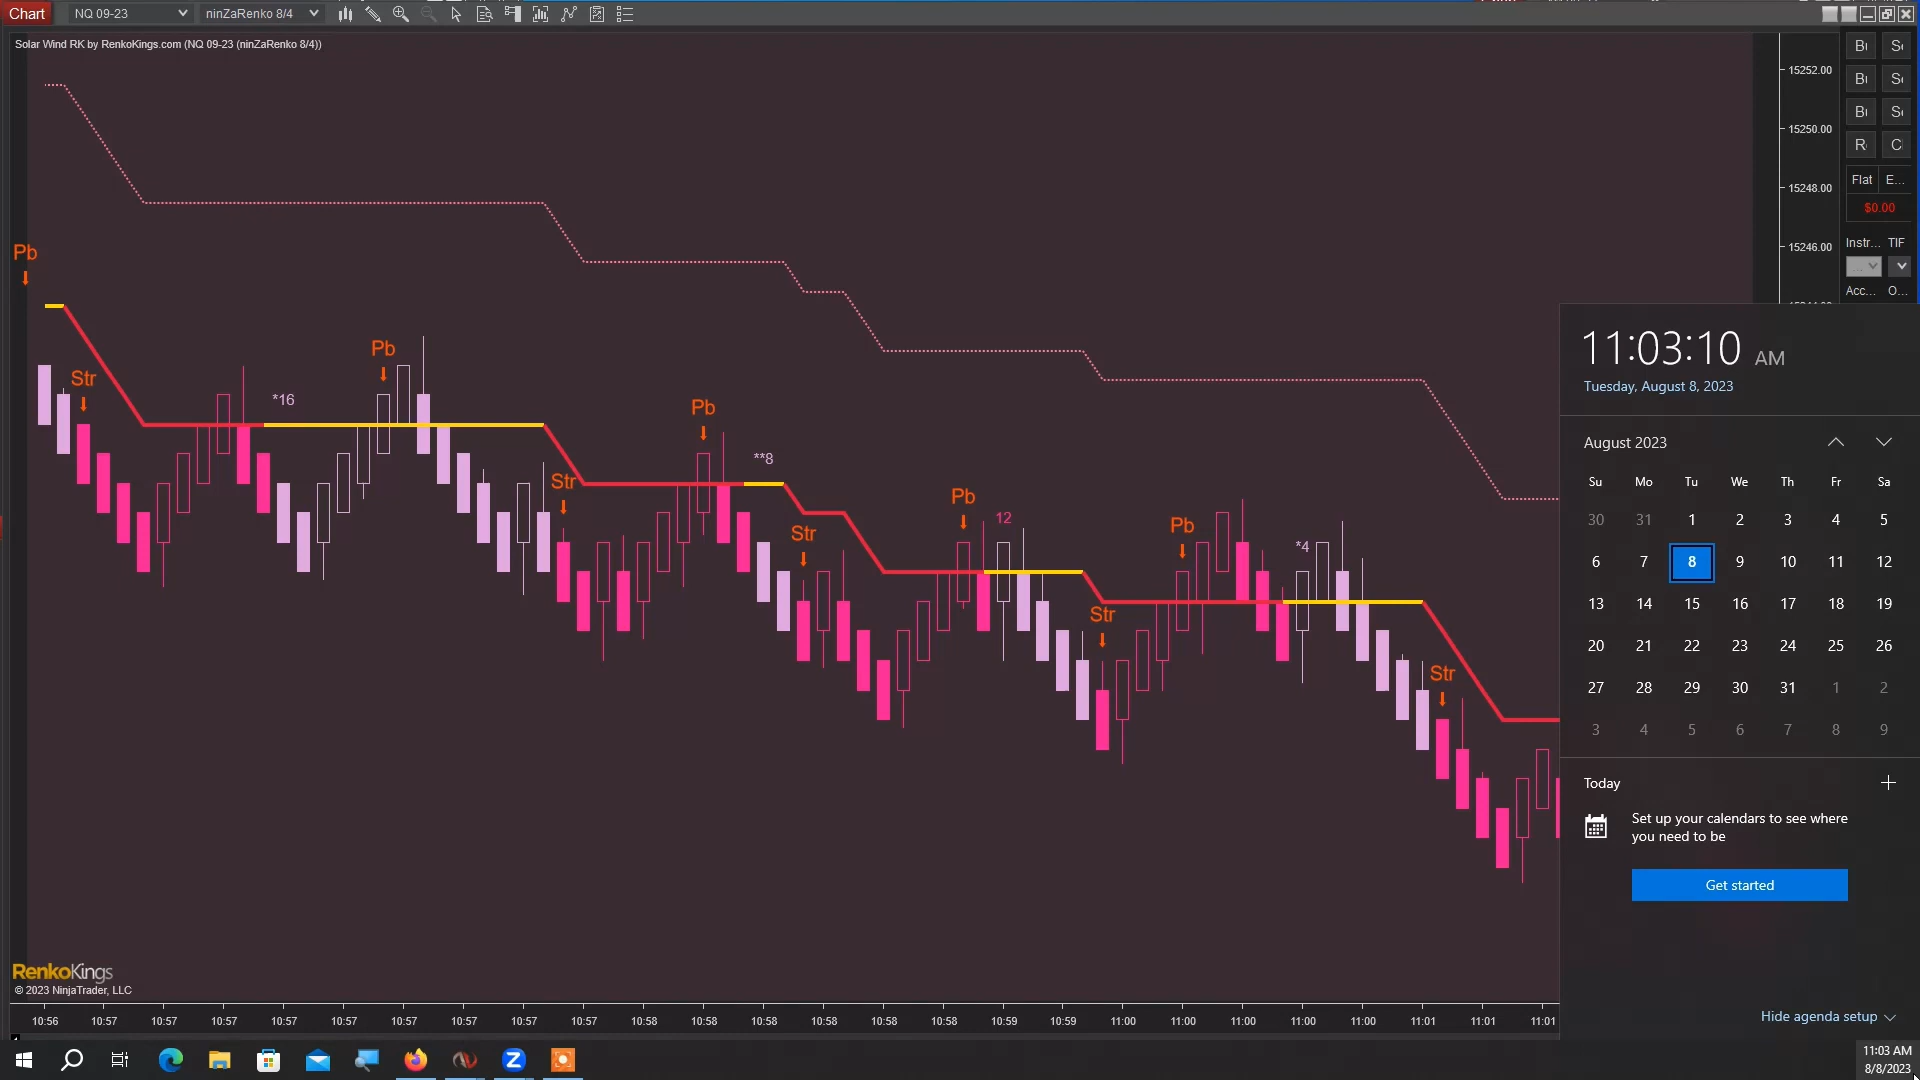 Chart NQ 09-23 ninZaRenko 8/4
Solar Wind RK by RenkoKings.com (NQ 09-23 (ninZaRenko 8/4))
15252.00
15250.00
15248.00
15246.00
Flat E...
$0.00
Instr... TIF
Acc... O...
Pb
Str
*16
Pb
Str
Pb
**8
Str
Pb
12
Str
Pb
*4
Str
RenkoKings
© 2023 NinjaTrader, LLC
10:56 10:57 10:57 10:57 10:57 10:57 10:57 10:57 10:57 10:57 10:58 10:58 10:58 10:58 10:58 10:58 10:59 10:59 11:00 11:00 11:00 11:00 11:00 11:01 11:01 11:01
11:03:10 AM
Tuesday, August 8, 2023
August 2023
Su Mo Tu We Th Fr Sa
30 31 1 2 3 4 5
6 7 8 9 10 11 12
13 14 15 16 17 18 19
20 21 22 23 24 25 26
27 28 29 30 31 1 2
3 4 5 6 7 8 9
Today
Set up your calendars to see where
you need to be
Get started
Hide agenda setup
11:03 AM
8/8/2023